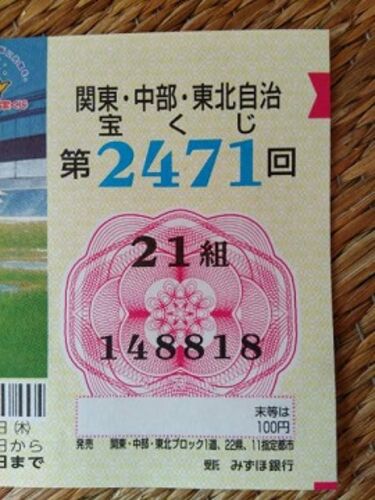 関東・中部・東北自治
宝くじ
第2471回
21組
148818
末等は
100円
日(木)
日から
日まで
発売 関東・中部・東北ブロック1道、22県、11指定都市
受託 みずほ銀行